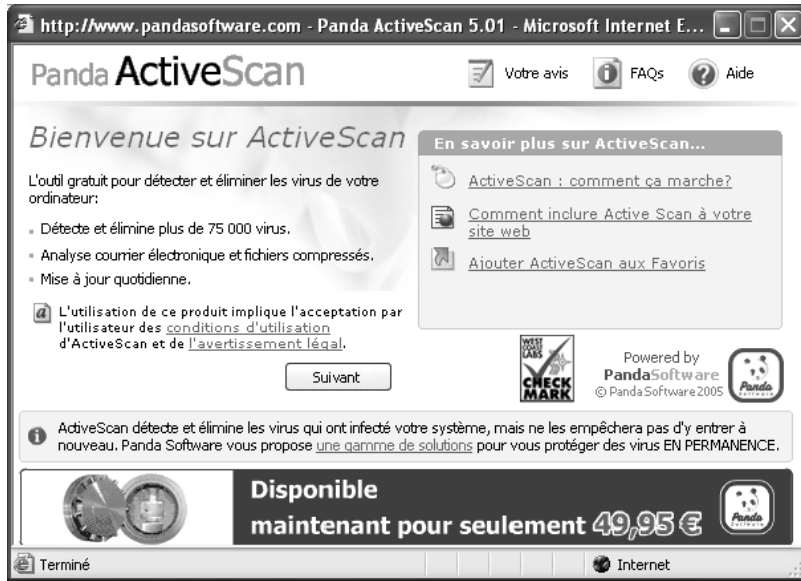 http://www.pandasoftware.com - Panda ActiveScan 5.01 - Microsoft Internet E...
Panda ActiveScan
Votre avis
FAQs
Aide
Bienvenue sur ActiveScan
L'outil gratuit pour détecter et éliminer les virus de votre
ordinateur:
Détecte et élimine plus de 75 000 virus.
Analyse courrier électronique et fichiers compressés.
Mise à jour quotidienne.
L'utilisation de ce produit implique l'acceptation par
l'utilisateur des conditions d'utilisation
d'ActiveScan et de l'avertissement légal.
Suivant
En savoir plus sur ActiveScan...
ActiveScan : comment ça marche?
Comment inclure Active Scan à votre
site web
Ajouter ActiveScan aux Favoris
WEST
COAST
LABS
CHECK
MARK
Powered by
PandaSoftware
© PandaSoftware 2005
Panda
Software
ActiveScan détecte et élimine les virus qui ont infecté votre système, mais ne les empêchera pas d'y entrer à
nouveau. Panda Software vous propose une gamme de solutions pour vous protéger des virus EN PERMANENCE.
Disponible
maintenant pour seulement 49,95 €
Panda
Software
Terminé
Internet